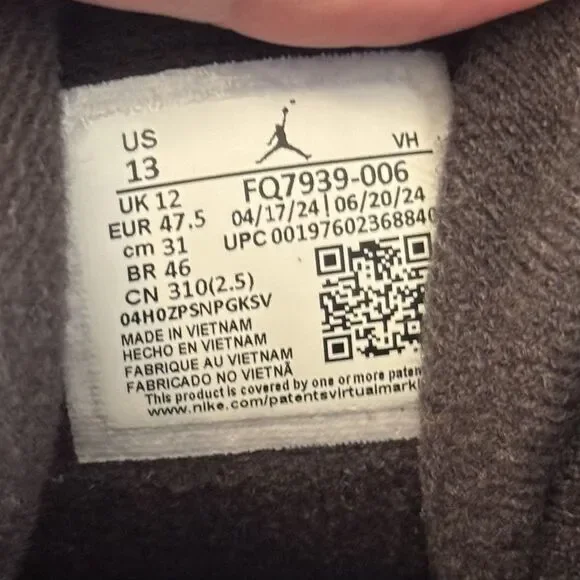 US
13
VH
UK 12
FQ7939-006
EUR 47.5
04/17/24 | 06/20/24
cm 31
UPC 00197602368840
BR 46
CN 310(2.5)
04H0ZPSNPGKSV
MADE IN VIETNAM
HECHO EN VIETNAM
FABRIQUE AU VIETNAM
FABRICADO NO VIETNÃ
This product is covered by one or more paten
www.nike.com/patentsvirtualmark